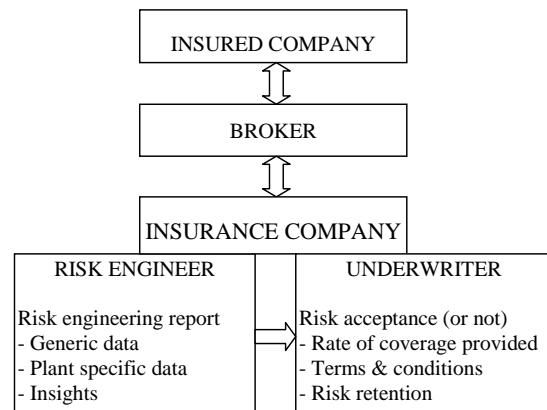 INSURED COMPANY
BROKER
INSURANCE COMPANY
RISK ENGINEER
Risk engineering report
- Generic data
- Plant specific data
- Insights
UNDERWRITER
Risk acceptance (or not)
- Rate of coverage provided
- Terms & conditions
- Risk retention